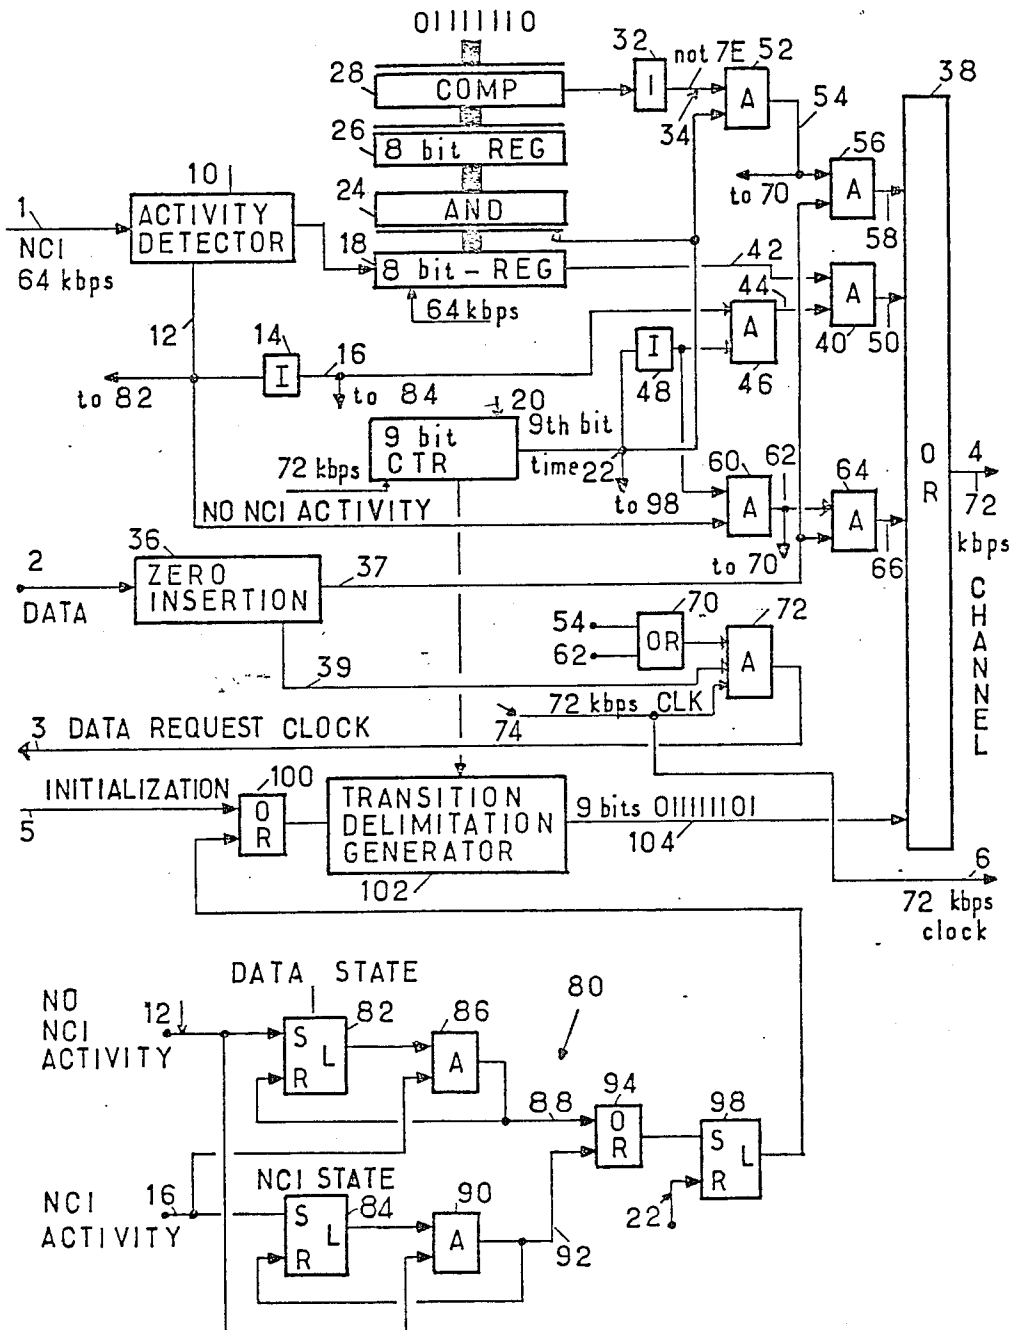 01111110
32
not 7E
52
38
28
COMP
I
A
34
54
26
8 bit REG
56
10
to 70
A
1
24
AND
ACTIVITY
DETECTOR
58
NCI
64 kbps
18
8 bit-REG
42
44
A
64 kbps
A
40
50
12
14
16
I
I
46
48
to 82
to 84
20
9th bit
9 bit
CTR
time 22
72 kbps
60
62
64
O
R
4
72
kbps
to 98
A
A
NO NCI ACTIVITY
66
36
2
ZERO
INSERTION
37
to 70
DATA
70
72
54
62
OR
A
39
72 kbps CLK
74
3 DATA REQUEST CLOCK
CHANNEL
INITIALIZATION
100
5
O
R
TRANSITION
DELIMITATION
GENERATOR
9 bits 011111101
104
102
6
72 kbps
clock
DATA STATE
80
NO
NCI
ACTIVITY
12
S
L
R
82
86
A
88
94
O
R
98
S
L
R
NCI STATE
NCI
ACTIVITY
16
S
L
R
84
90
A
92
22